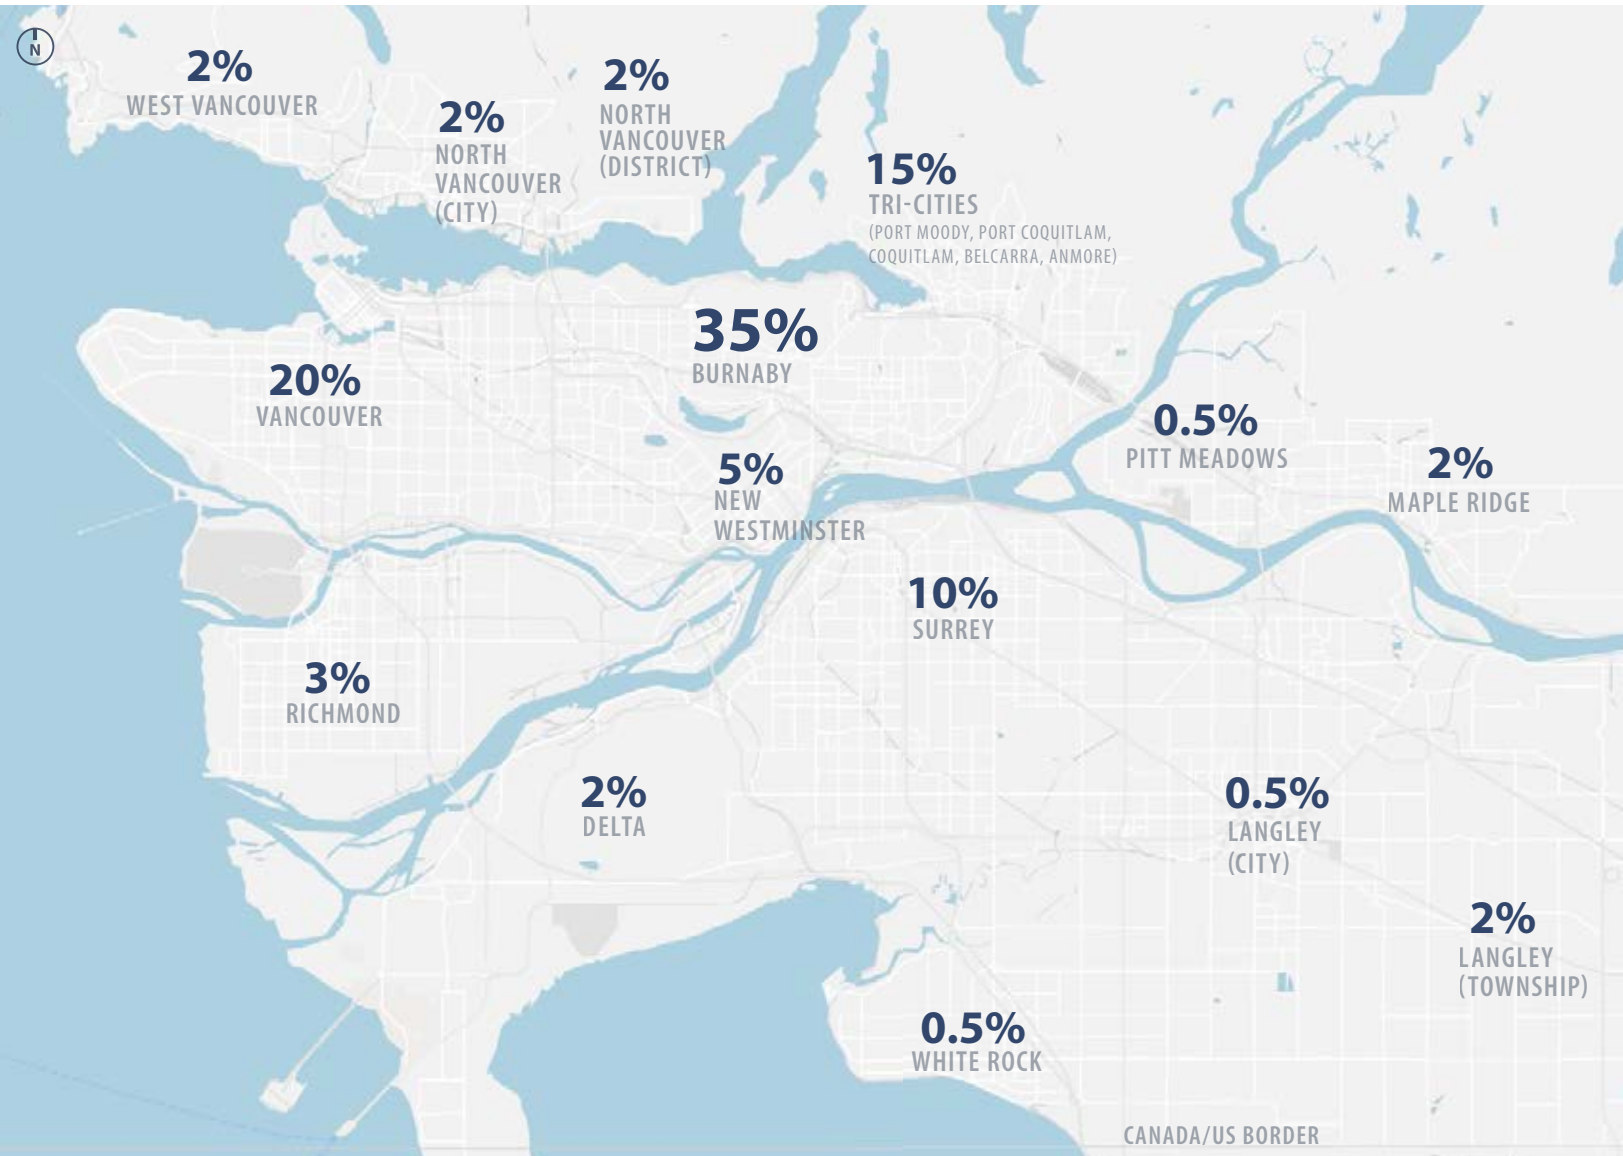 N
2%
WEST VANCOUVER
2%
NORTH
VANCOUVER
(CITY)
2%
NORTH
VANCOUVER
(DISTRICT)
15%
TRI-CITIES
(PORT MOODY, PORT COQUITLAM,
COQUITLAM, BELCARRA, ANMORE)
35%
BURNABY
20%
VANCOUVER
0.5%
PITT MEADOWS
2%
MAPLE RIDGE
5%
NEW
WESTMINSTER
10%
SURREY
3%
RICHMOND
2%
DELTA
0.5%
LANGLEY
(CITY)
2%
LANGLEY
(TOWNSHIP)
0.5%
WHITE ROCK
CANADA/US BORDER